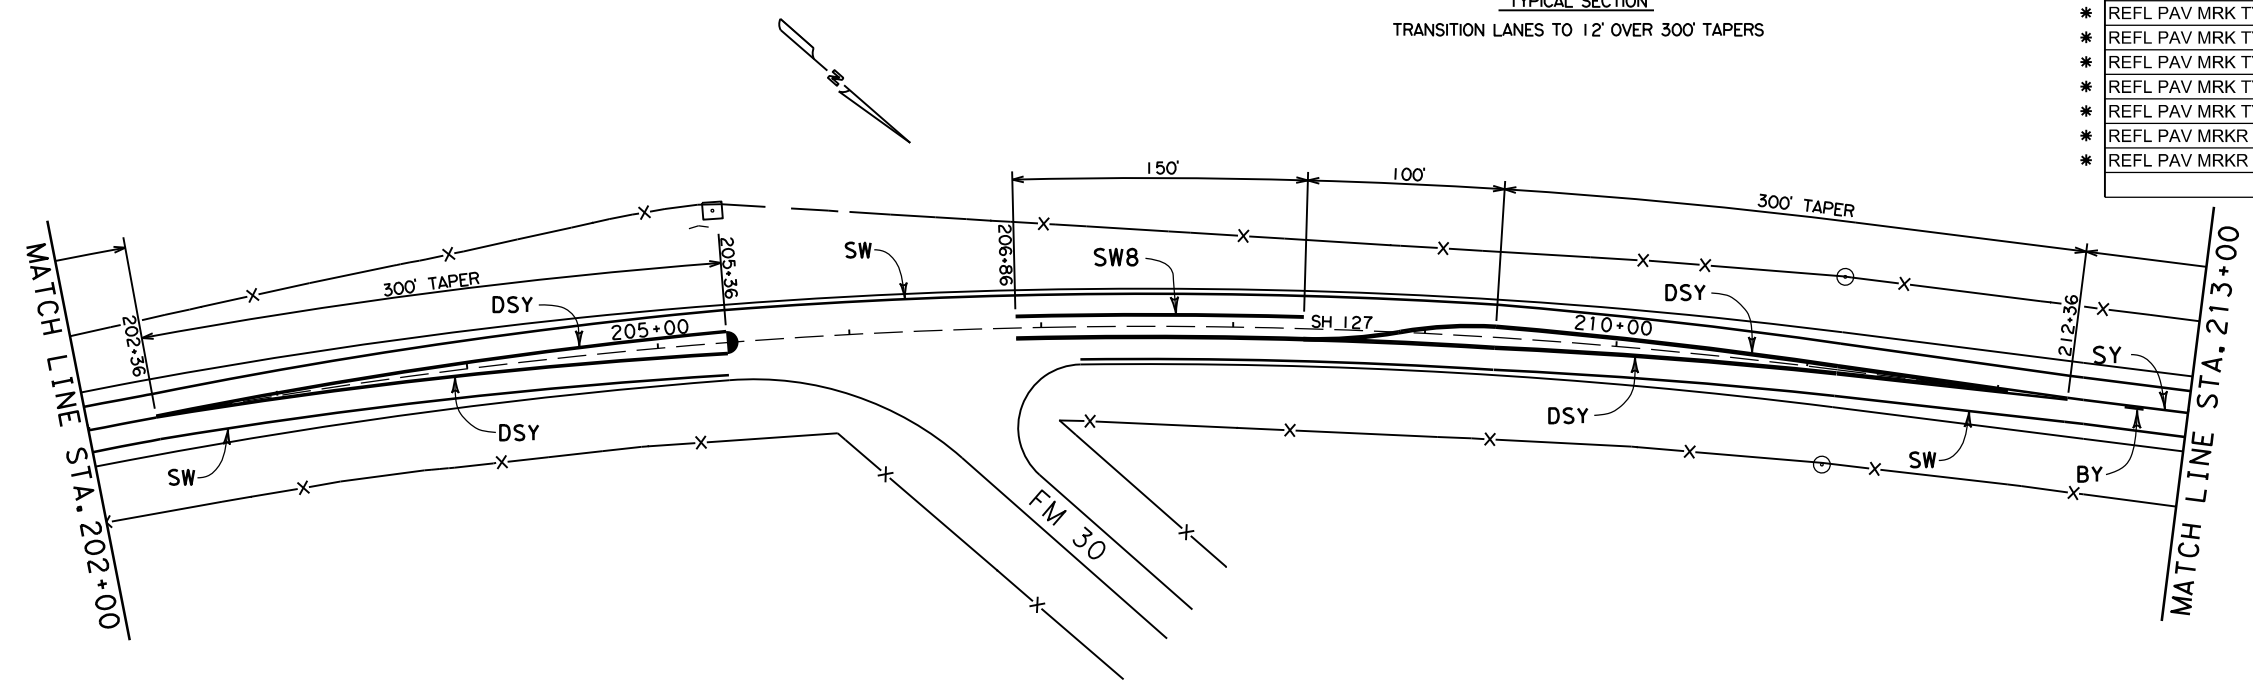 TYPICAL SECTION
TRANSITION LANES TO 12' OVER 300' TAPERS
* REFL PAV MRK T
* REFL PAV MRK T
* REFL PAV MRK T
* REFL PAV MRK T
* REFL PAV MRK T
* REFL PAV MRKR
* REFL PAV MRKR
N
150'
100'
300' TAPER
MATCH LINE STA. 202+00
202+36
300' TAPER
205+36
206+86
SW
SW8
DSY
205+00
SH 127
DSY
210+00
212+36
SY
MATCH LINE STA. 213+00
SW
DSY
FM 30
DSY
SW
BY